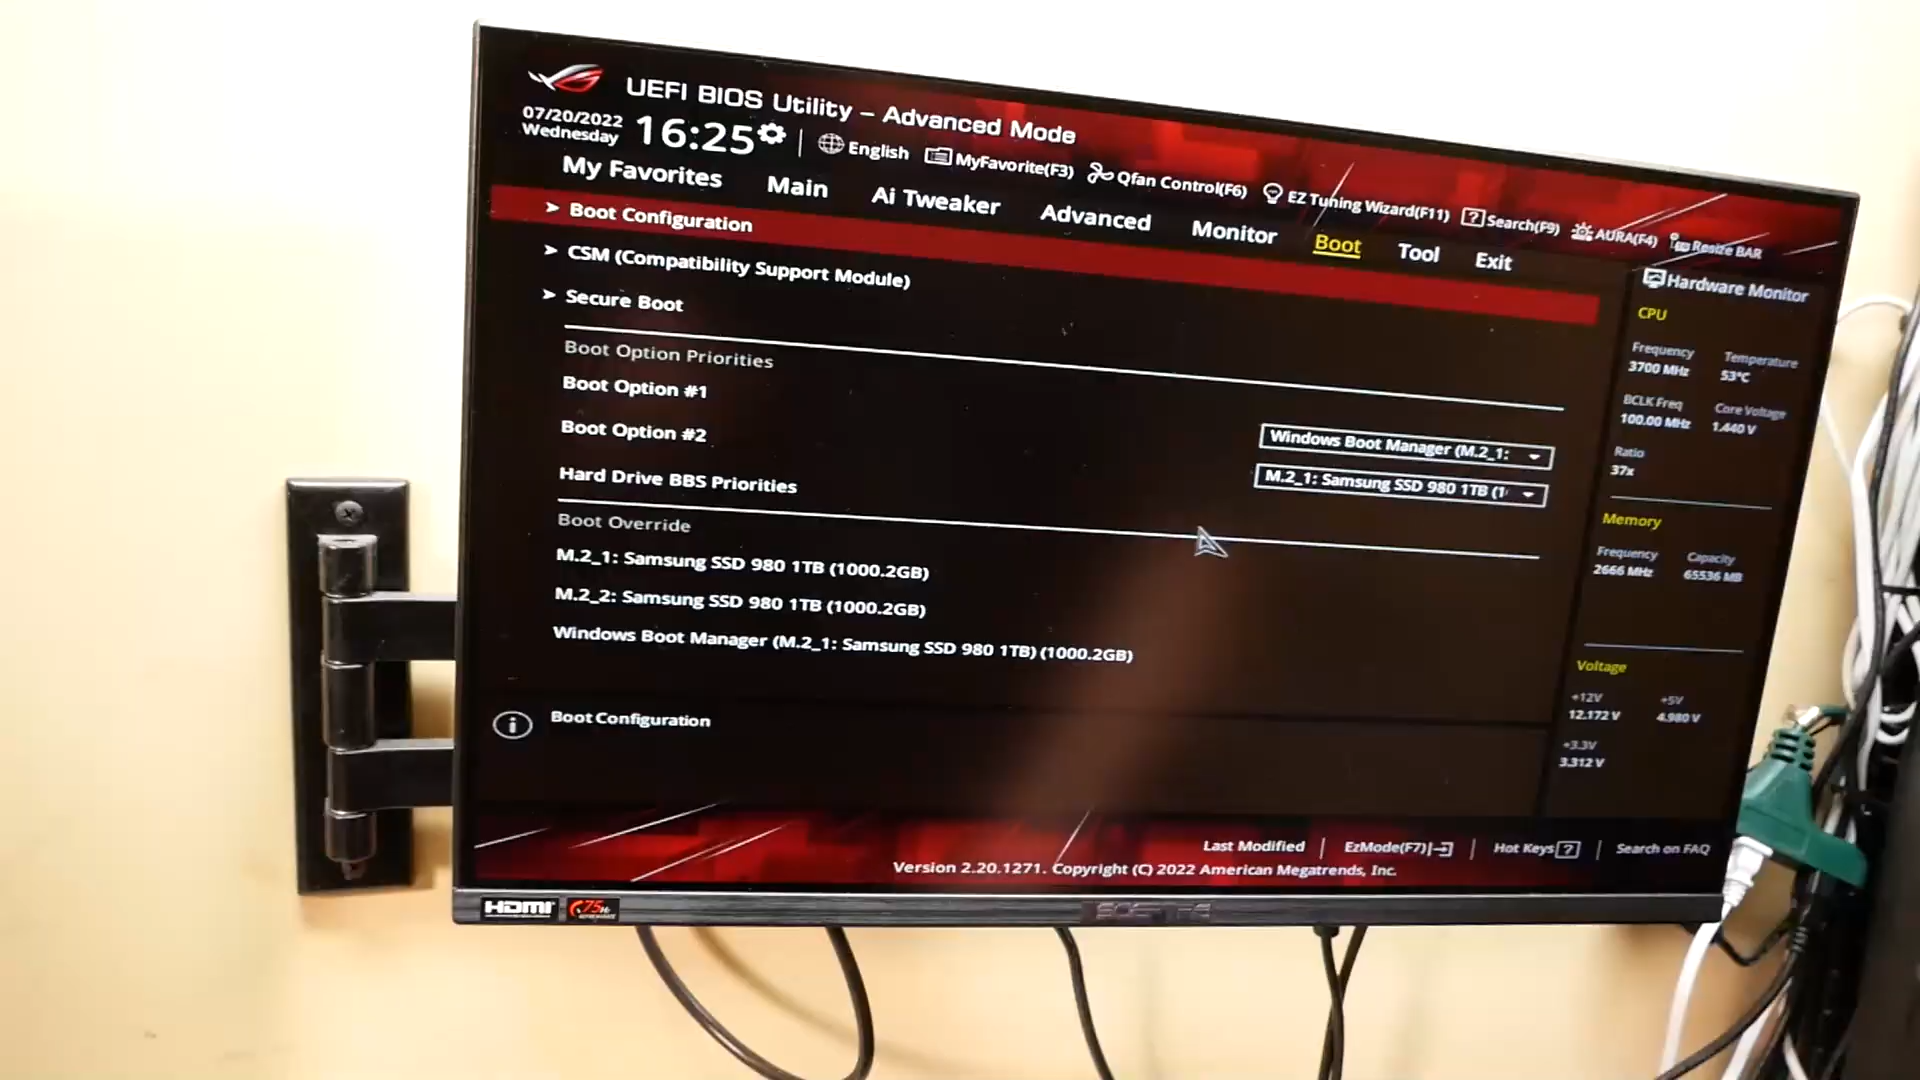 UEFI BIOS Utility – Advanced Mode
07/20/2022
Wednesday
16:25
English
MyFavorite(F3)
Qfan Control(F6)
EZ Tuning Wizard(F11)
Search(F9)
AURA(F4)
Resize BAR
My Favorites
Main
Ai Tweaker
Advanced
Monitor
Boot
Tool
Exit
Boot Configuration
CSM (Compatibility Support Module)
Secure Boot
Boot Option Priorities
Boot Option #1
Windows Boot Manager (M.2_1:
Boot Option #2
M.2_1: Samsung SSD 980 1TB (1
Hard Drive BBS Priorities
Boot Override
M.2_1: Samsung SSD 980 1TB (1000.2GB)
M.2_2: Samsung SSD 980 1TB (1000.2GB)
Windows Boot Manager (M.2_1: Samsung SSD 980 1TB) (1000.2GB)
Boot Configuration
Hardware Monitor
CPU
Frequency Temperature
3700 MHz 53°C
BCLK Freq Core Voltage
100.00 MHz 1.440 V
Ratio
37x
Memory
Frequency Capacity
2666 MHz 65536 MB
Voltage
+12V +5V
12.172 V 4.980 V
+3.3V
3.312 V
Last Modified
EzMode(F7)
Hot Keys ?
Search on FAQ
Version 2.20.1271. Copyright (C) 2022 American Megatrends, Inc.
HDMI
75Hz
SCEPTRE